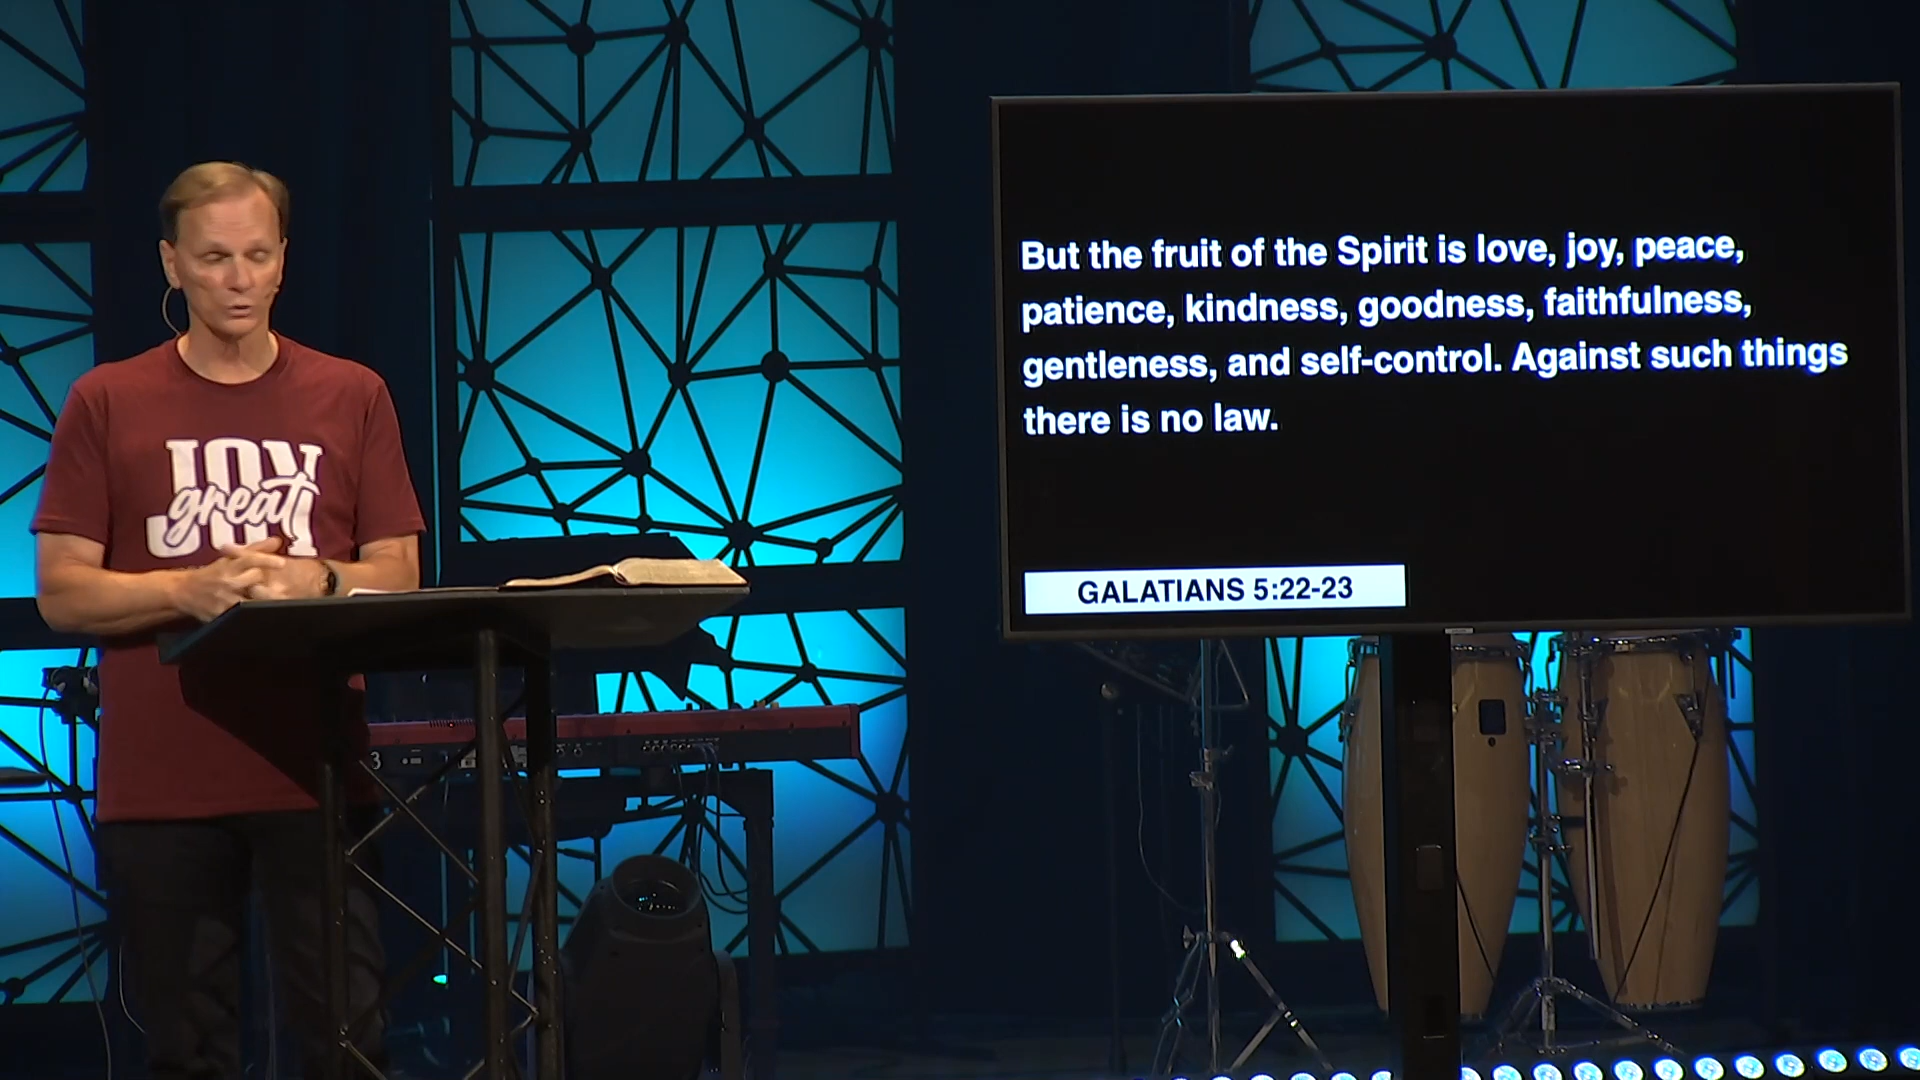 But the fruit of the Spirit is love, joy, peace,
patience, kindness, goodness, faithfulness,
gentleness, and self-control. Against such things
there is no law.
GALATIANS 5:22-23
JOY
great
3